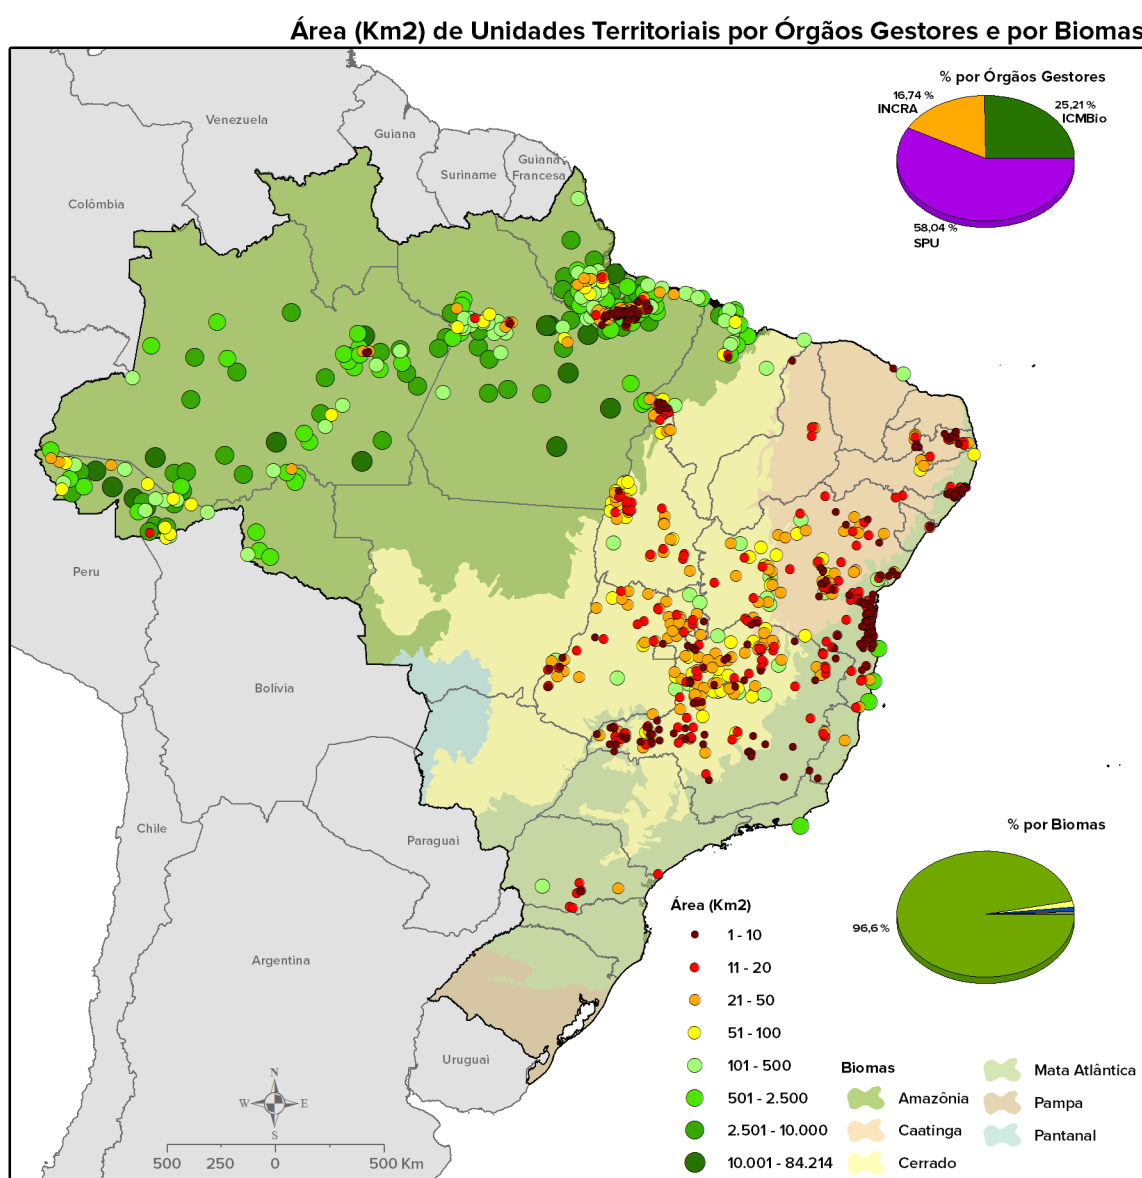 Área (Km2) de Unidades Territoriais por Órgãos Gestores e por Biomas
% por Órgãos Gestores
16,74 %
INCRA
25,21 %
ICMBio
58,04 %
SPU
Venezuela
Guiana
Suriname
Guiana
Francesa
Colômbia
Peru
Bolívia
Chile
Paraguai
Argentina
Uruguai
% por Biomas
96,6 %
Área (Km2)
1 - 10
11 - 20
21 - 50
51 - 100
101 - 500
501 - 2.500
2.501 - 10.000
10.001 - 84.214
Biomas
Amazônia
Caatinga
Cerrado
Mata Atlântica
Pampa
Pantanal
N
W
E
S
500 250 0 500 Km